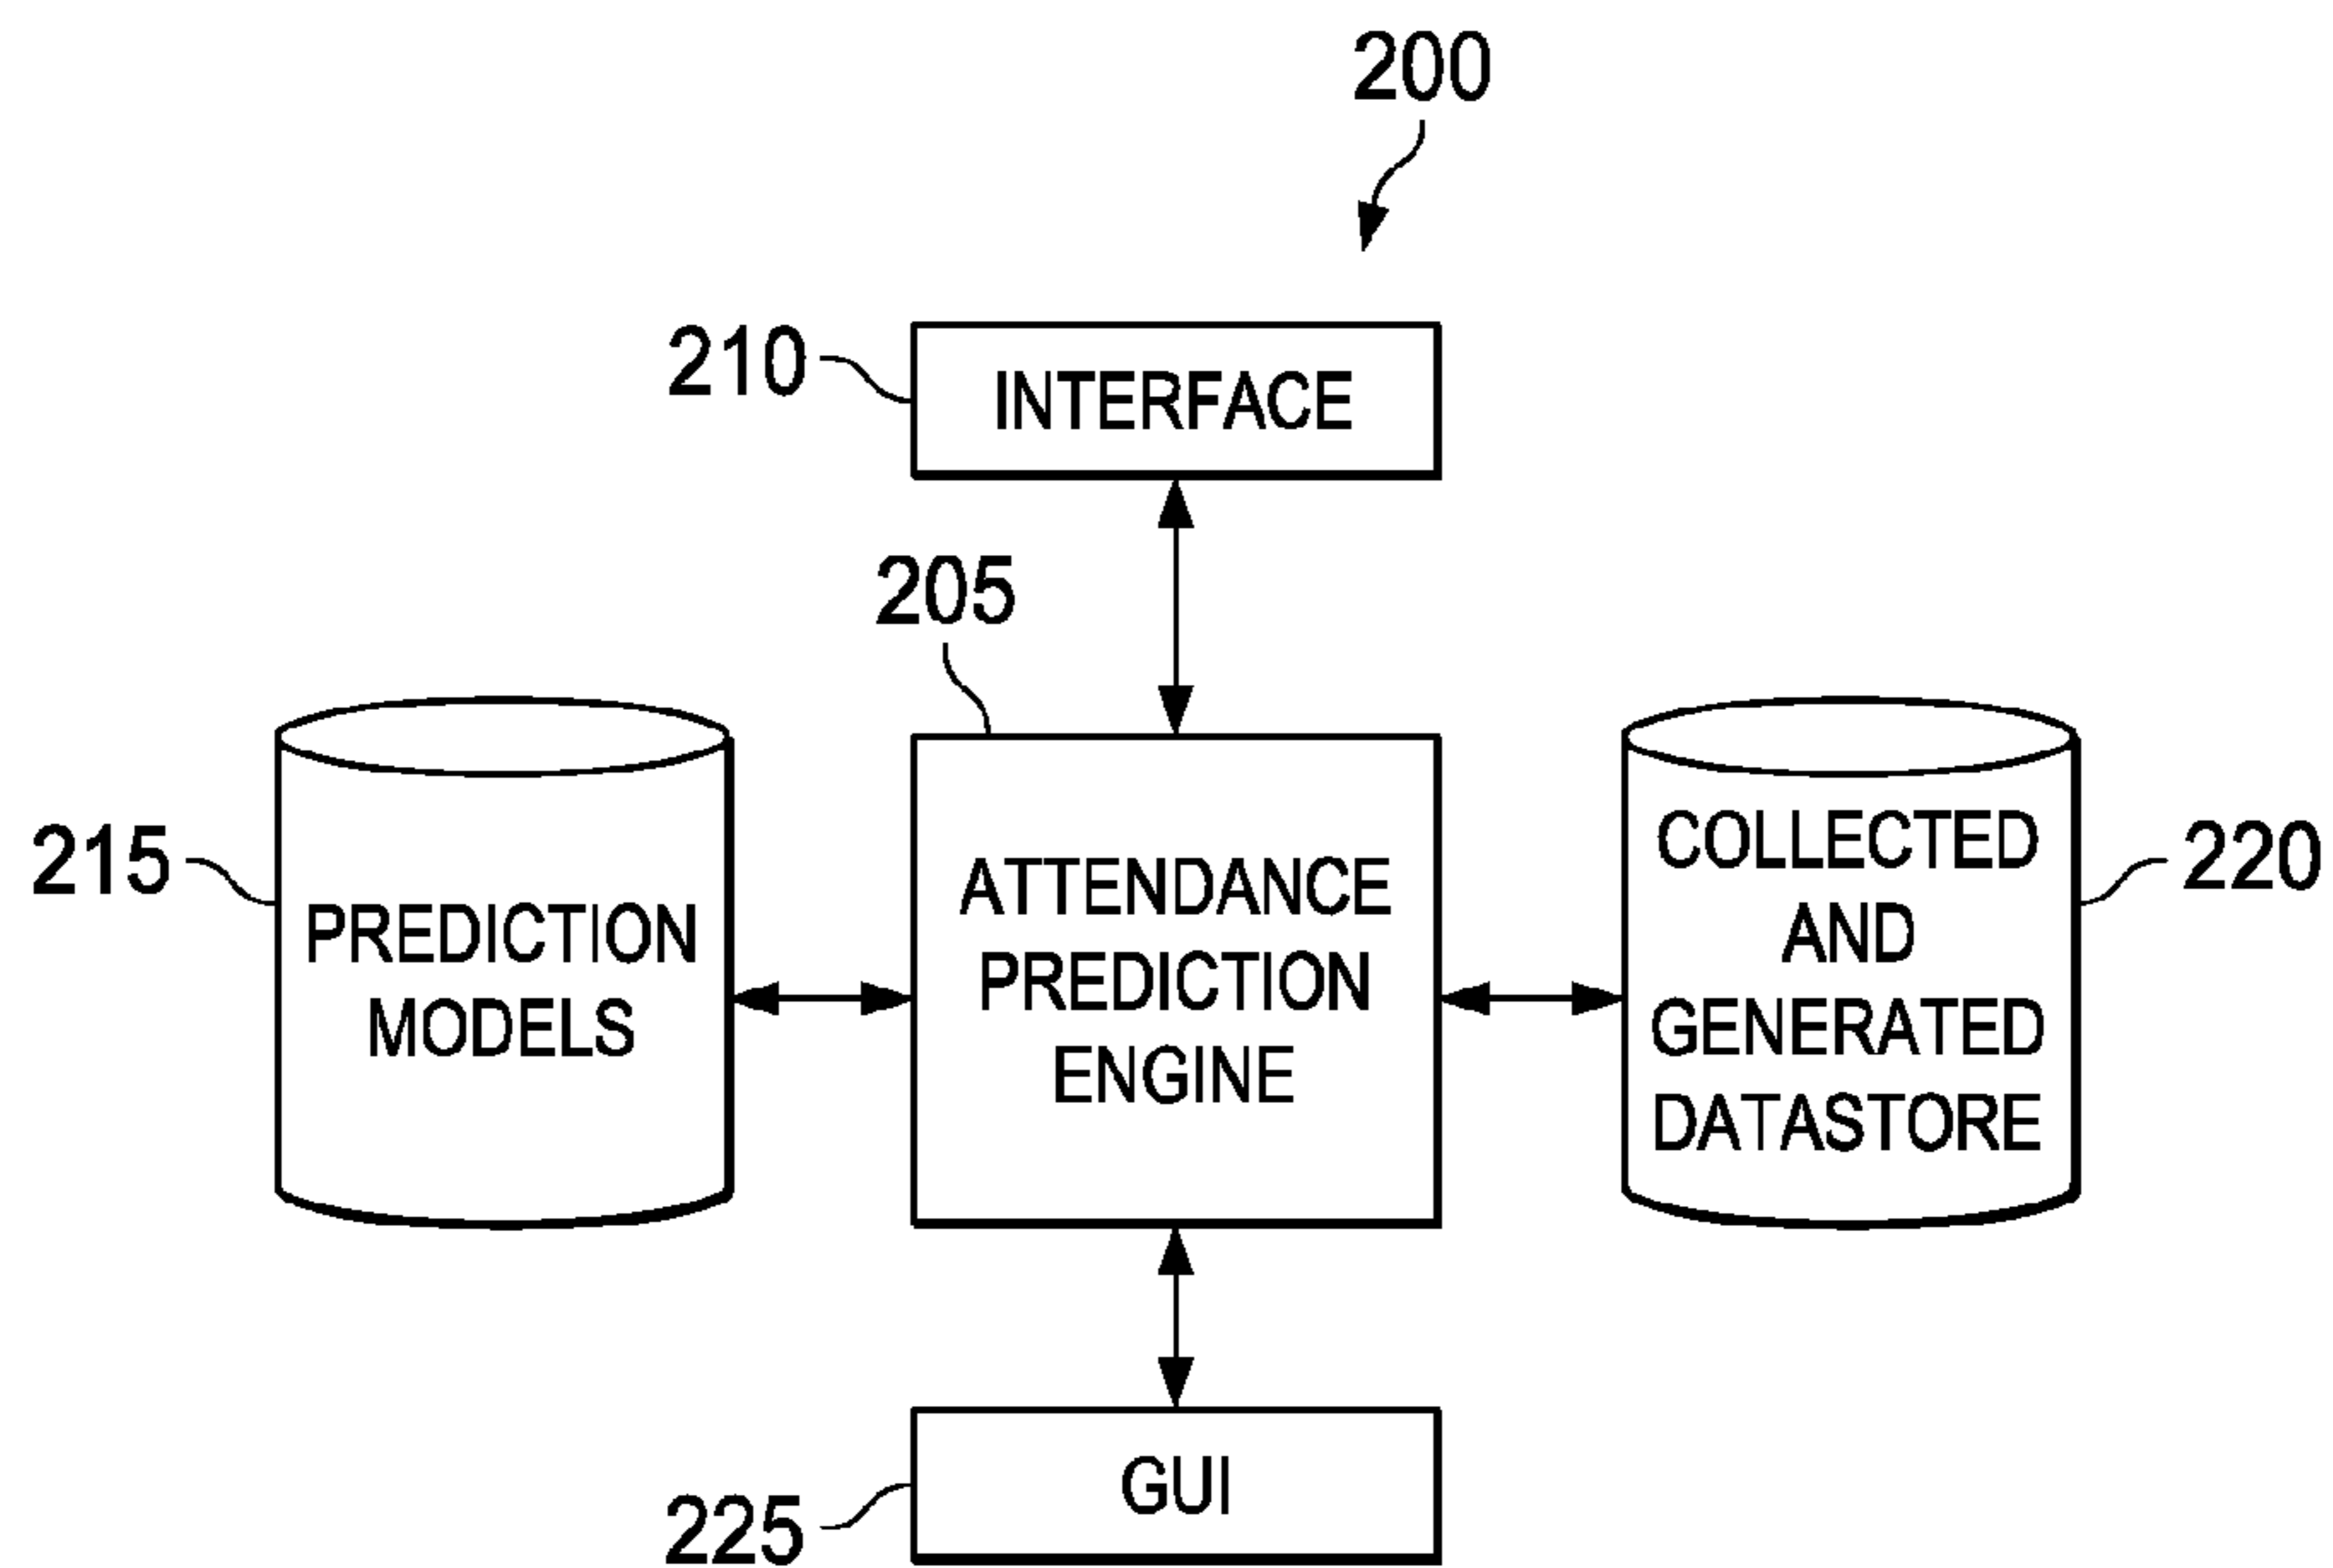 200
210
INTERFACE
205
215
PREDICTION
MODELS
ATTENDANCE
PREDICTION
ENGINE
COLLECTED
AND
GENERATED
DATASTORE
220
225
GUI